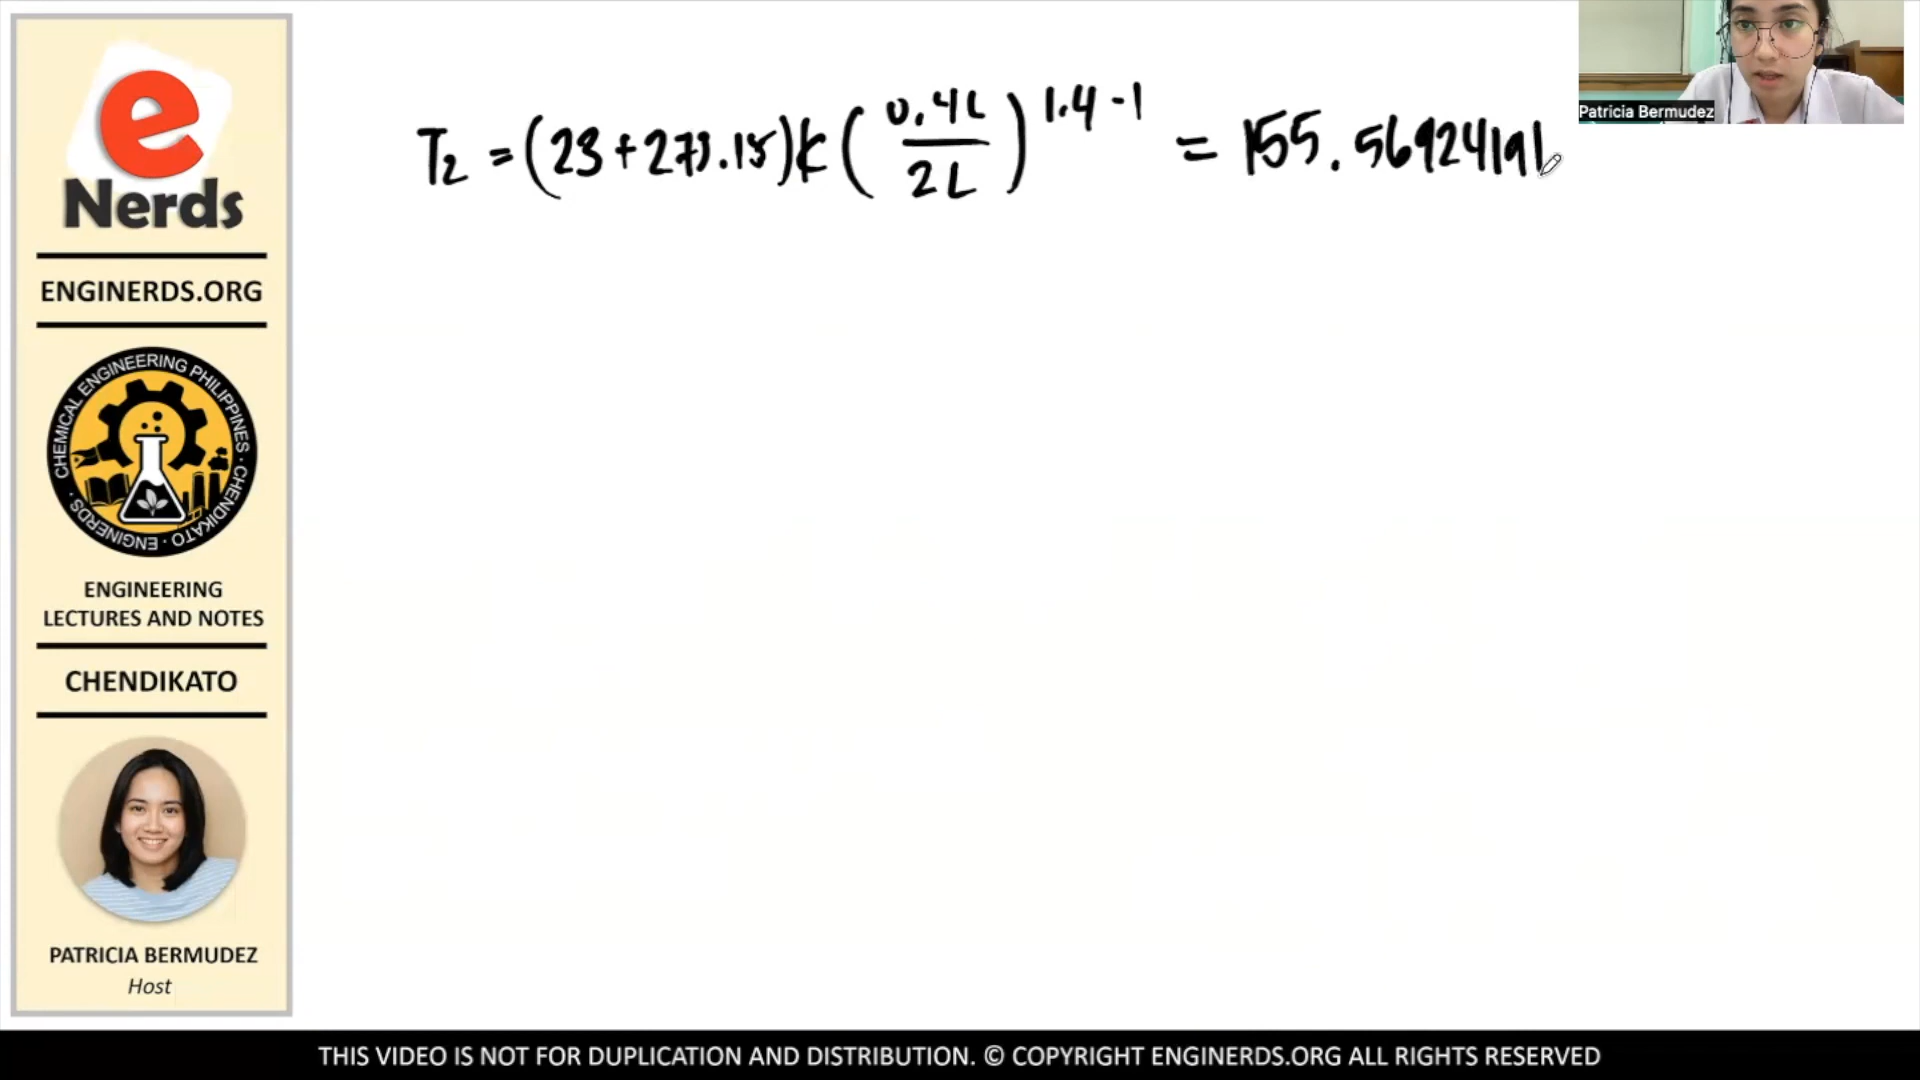 e
Nerds
ENGINERDS.ORG
CHEMICAL ENGINEERING PHILIPPINES · CHENDIKATO · ENGINERDS ·
ENGINEERING
LECTURES AND NOTES
CHENDIKATO
PATRICIA BERMUDEZ
Host
T₂ = (23 + 273.15)K (0.4L / 2L)^1.4 - 1 = 155.56924191
Patricia Bermudez
THIS VIDEO IS NOT FOR DUPLICATION AND DISTRIBUTION. © COPYRIGHT ENGINERDS.ORG ALL RIGHTS RESERVED